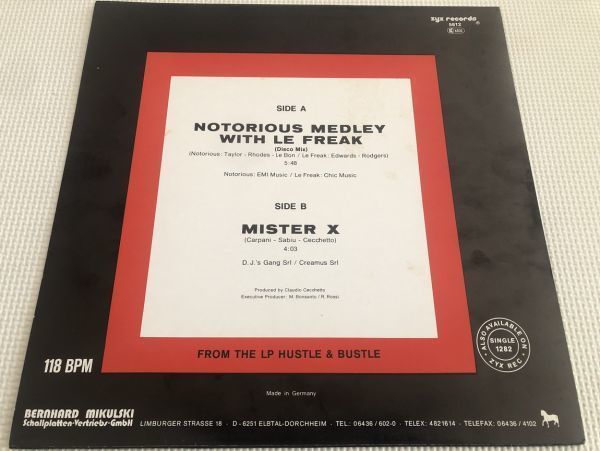 zyx records
5612
SIDE A
NOTORIOUS MEDLEY
WITH LE FREAK
(Disco Mix)
(Notorious: Taylor - Rhodes - Le Bon / Le Freak: Edwards - Rodgers)
5:48
Notorious: EMI Music / Le Freak: Chic Music
SIDE B
MISTER X
(Carpani - Sabiu - Cecchetto)
4:03
D.J.'s Gang Srl / Creamus Srl
Produced by Claudio Cecchetto
Executive Producer: M. Bonsanto / R. Rossi
FROM THE LP HUSTLE & BUSTLE
118 BPM
ALSO AVAILABLE ON
SINGLE
1282
ZYX REC.
Made in Germany
BERNHARD MIKULSKI
Schallplatten-Vertriebs-GmbH
LIMBURGER STRASSE 18 - D - 6251 ELBTAL-DORCHHEIM - TEL: 06436 / 602-0 - TELEX: 4821614 - TELEFAX: 06436 / 4102